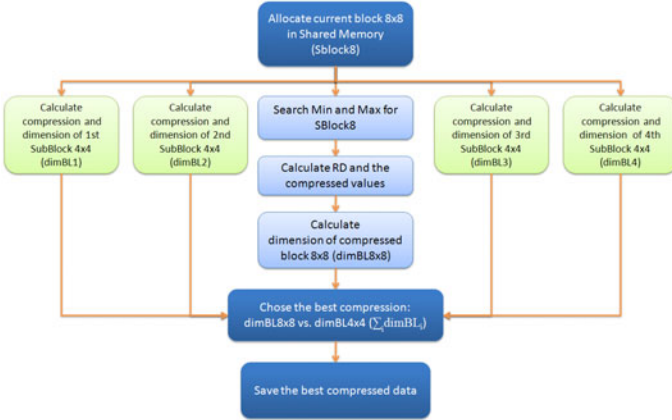 Allocate current block 8x8
in Shared Memory
(Sblock8)
Calculate
compression and
dimension of 1st
SubBlock 4x4
(dimBL1)
Calculate
compression and
dimension of 2nd
SubBlock 4x4
(dimBL2)
Search Min and Max for
SBlock8
Calculate RD and the
compressed values
Calculate
dimension of compressed
block 8x8 (dimBL8x8)
Calculate
compression and
dimension of 3rd
SubBlock 4x4
(dimBL3)
Calculate
compression and
dimension of 4th
SubBlock 4x4
(dimBL4)
Chose the best compression:
dimBL8x8 vs. dimBL4x4 (∑ᵢdimBLᵢ)
Save the best compressed data